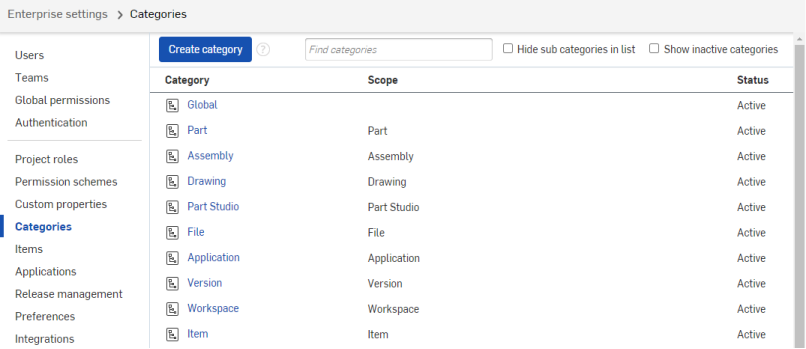 Enterprise settings > Categories
Users
Teams
Global permissions
Authentication
Project roles
Permission schemes
Custom properties
Categories
Items
Applications
Release management
Preferences
Integrations
Create category ? Find categories Hide sub categories in list Show inactive categories
Category Scope Status
Global Active
Part Part Active
Assembly Assembly Active
Drawing Drawing Active
Part Studio Part Studio Active
File File Active
Application Application Active
Version Version Active
Workspace Workspace Active
Item Item Active